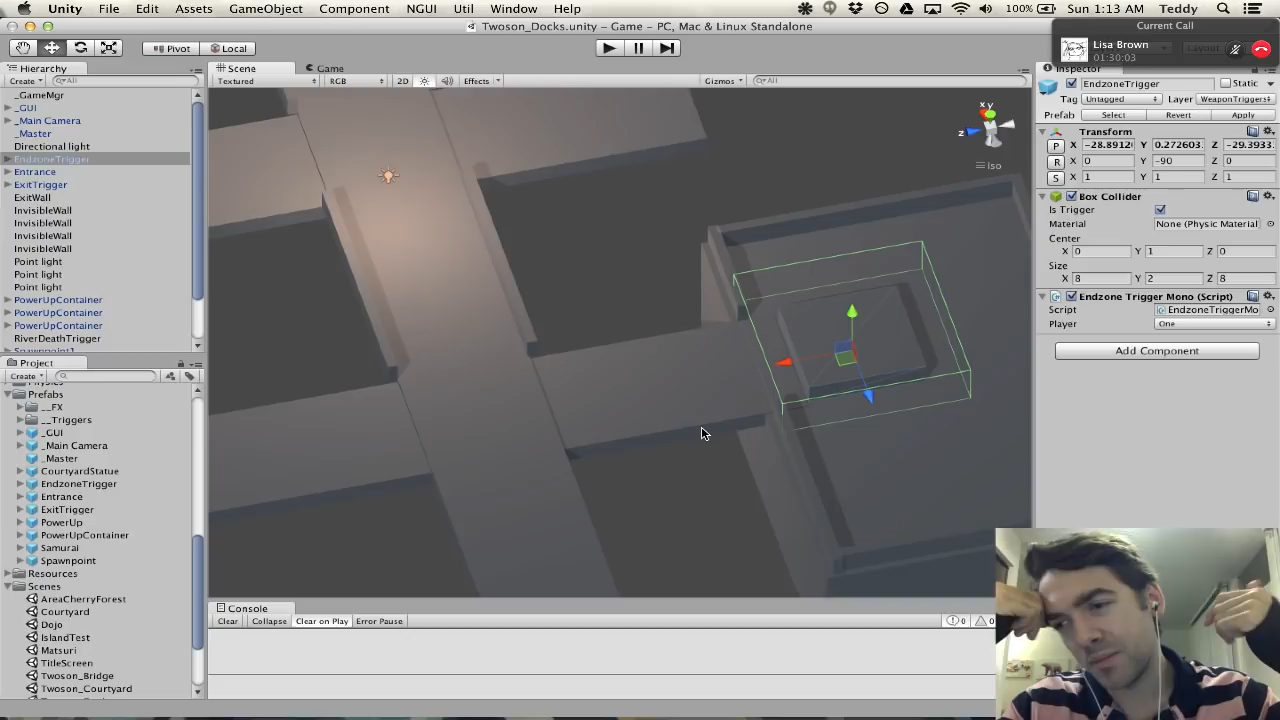 Unity File Edit Assets GameObject Component NGUI Util Window Help 100% Sun 1:13 AM Teddy
Twoson_Docks.unity - Game - PC, Mac & Linux Standalone
Current Call
Lisa Brown
01:30:03
Pivot Local
Layout
Hierarchy
Create All
_GameMgr
_GUI
_Main Camera
_Master
Directional light
EndzoneTrigger
Entrance
ExitTrigger
ExitWall
InvisibleWall
InvisibleWall
InvisibleWall
InvisibleWall
Point light
Point light
Point light
PowerUpContainer
PowerUpContainer
PowerUpContainer
RiverDeathTrigger
Spawnpoint1
Project
Create
Physics
Prefabs
__FX
__Triggers
_GUI
_Main Camera
_Master
CourtyardStatue
EndzoneTrigger
Entrance
ExitTrigger
PowerUp
PowerUpContainer
Samurai
Spawnpoint
Resources
Scenes
AreaCherryForest
Courtyard
Dojo
IslandTest
Matsuri
TitleScreen
Twoson_Bridge
Twoson_Courtyard
Scene Game
Textured RGB 2D Effects Gizmos All
x y
z
Iso
Console
Clear Collapse Clear on Play Error Pause 0 0
Inspector
EndzoneTrigger Static
Tag Untagged Layer WeaponTriggers
Prefab Select Revert Apply
Transform
P X -28.8912 Y 0.272603 Z -29.3933
R X 0 Y -90 Z 0
S X 1 Y 1 Z 1
Box Collider
Is Trigger
Material None (Physic Material
Center
X 0 Y 1 Z 0
Size
X 8 Y 2 Z 8
Endzone Trigger Mono (Script)
Script EndzoneTriggerMo
Player One
Add Component